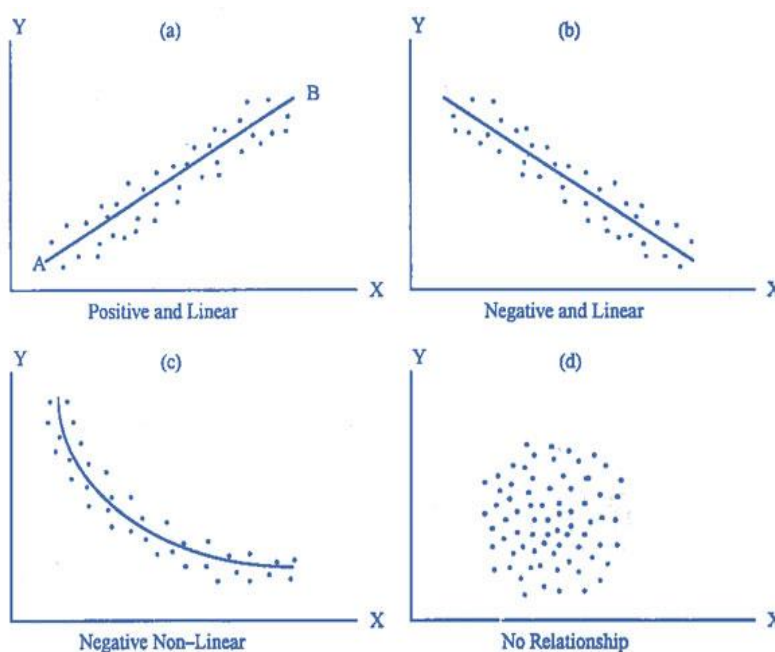 Y
(a)
B
A
X
Positive and Linear
Y
(b)
X
Negative and Linear
Y
(c)
X
Negative Non-Linear
Y
(d)
X
No Relationship